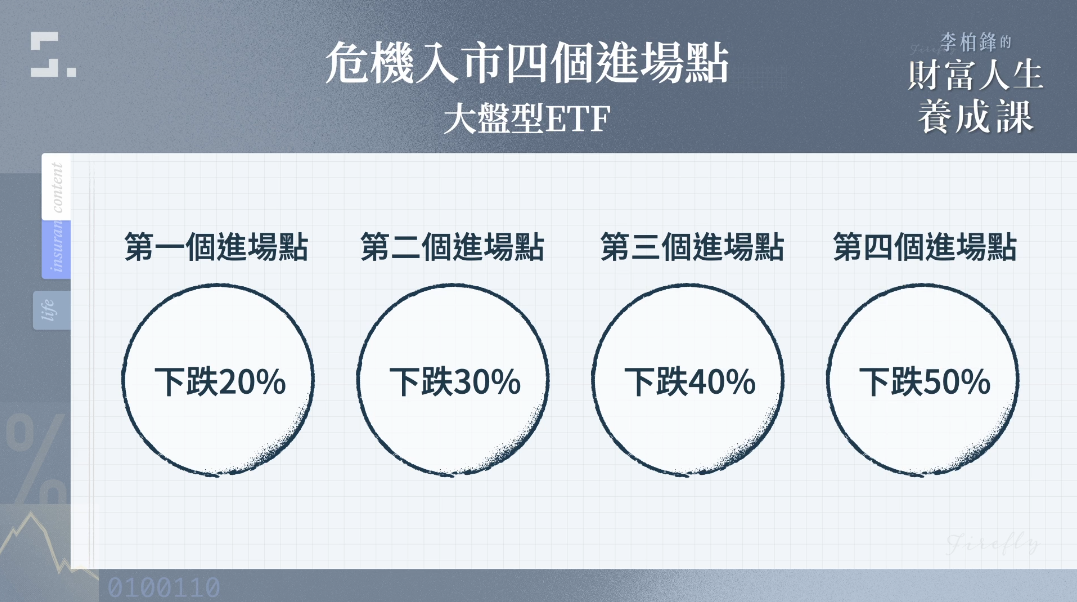 危機入市四個進場點
大盤型ETF
李柏鋒的
財富人生
養成課
content
insuran
life
第一個進場點
第二個進場點
第三個進場點
第四個進場點
下跌20%
下跌30%
下跌40%
下跌50%
%
Firefly
0100110